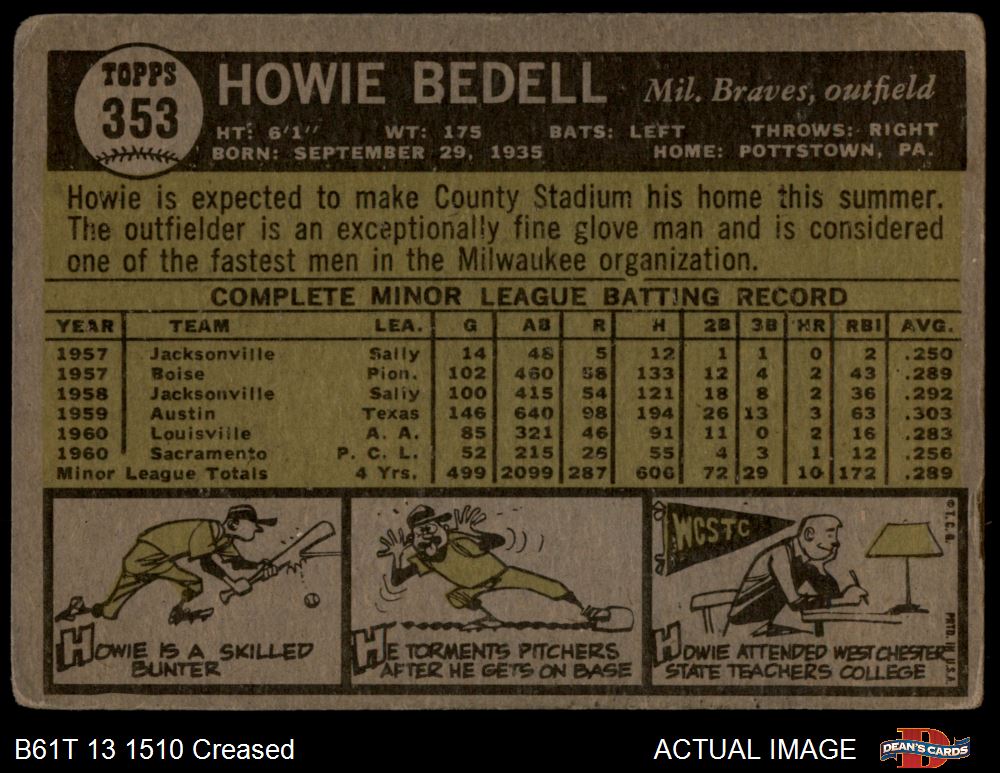 TOPPS
353
HOWIE BEDELL
Mil. Braves, outfield
HT: 6'1" WT: 175 BATS: LEFT THROWS: RIGHT
BORN: SEPTEMBER 29, 1935 HOME: POTTSTOWN, PA.
Howie is expected to make County Stadium his home this summer.
The outfielder is an exceptionally fine glove man and is considered
one of the fastest men in the Milwaukee organization.
COMPLETE MINOR LEAGUE BATTING RECORD
YEAR TEAM LEA. G AB R H 2B 3B HR RBI AVG.
1957 Jacksonville Sally 14 48 5 12 1 1 0 2 .250
1957 Boise Pion. 102 460 58 133 12 4 2 43 .289
1958 Jacksonville Sally 100 415 54 121 18 8 2 36 .292
1959 Austin Texas 146 640 98 194 26 13 3 63 .303
1960 Louisville A. A. 85 321 46 91 11 0 2 16 .283
1960 Sacramento P. C. L. 52 215 26 55 4 3 1 12 .256
Minor League Totals 4 Yrs. 499 2099 287 606 72 29 10 172 .289
WCSTC
HOWIE IS A SKILLED
BUNTER
HE TORMENTS PITCHERS
AFTER HE GETS ON BASE
HOWIE ATTENDED WEST CHESTER
STATE TEACHERS COLLEGE
© T. C. G.
PRTD. IN U.S.A.
B61T 13 1510 Creased
ACTUAL IMAGE
DEAN'S CARDS